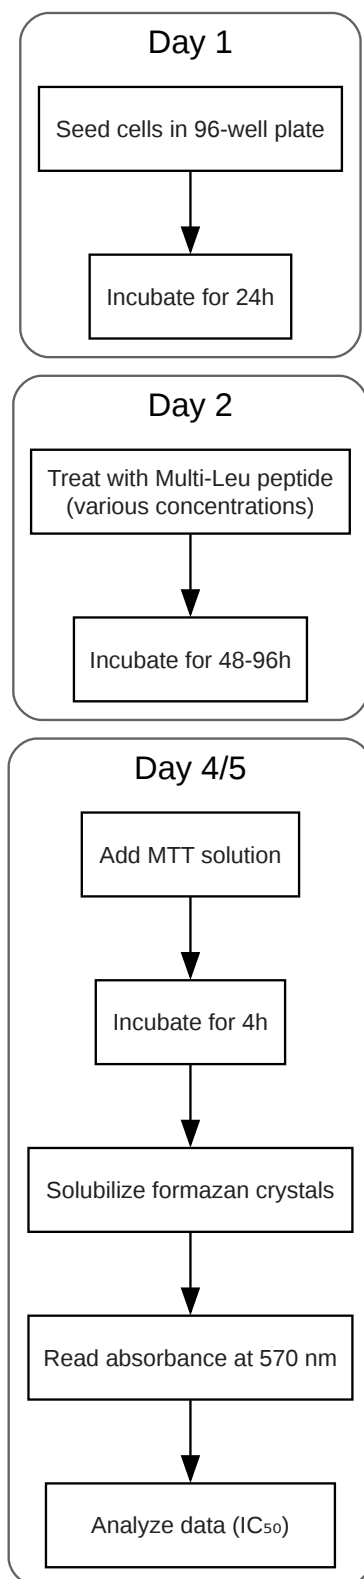 Day 1
Seed cells in 96-well plate
Incubate for 24h
Day 2
Treat with Multi-Leu peptide
(various concentrations)
Incubate for 48-96h
Day 4/5
Add MTT solution
Incubate for 4h
Solubilize formazan crystals
Read absorbance at 570 nm
Analyze data (IC₅₀)